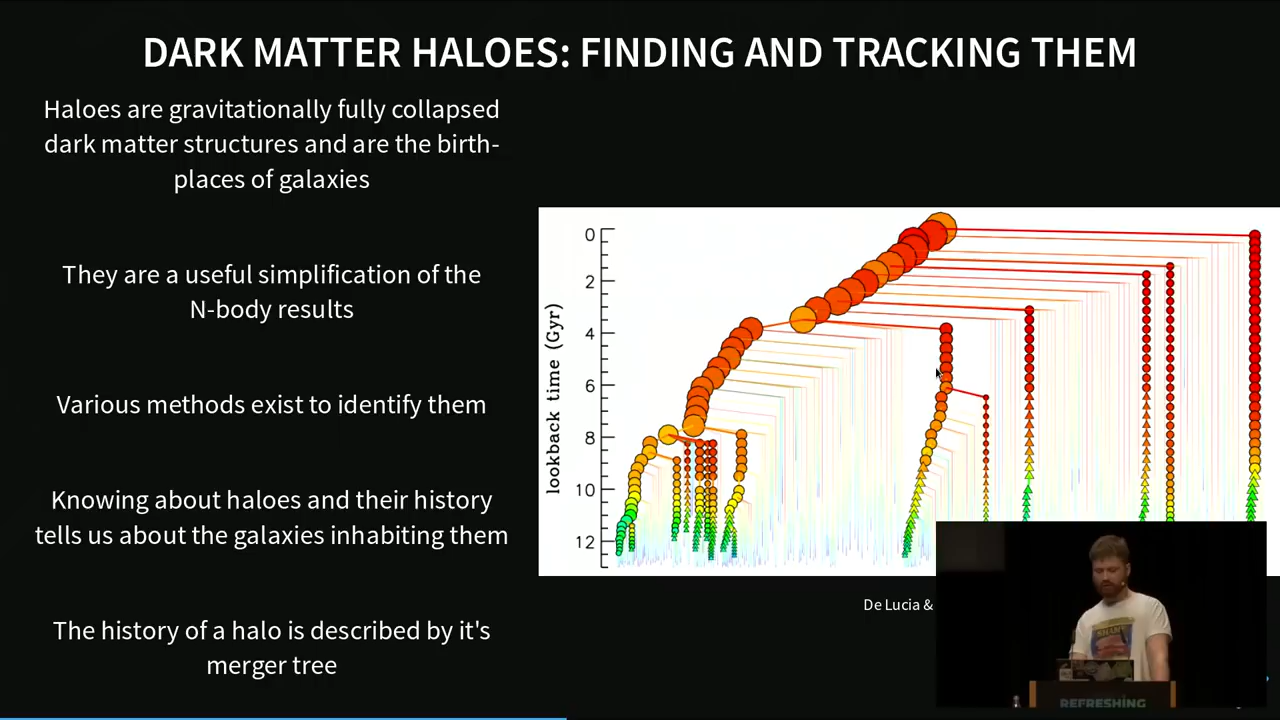 DARK MATTER HALOES: FINDING AND TRACKING THEM
Haloes are gravitationally fully collapsed
dark matter structures and are the birth-
places of galaxies
They are a useful simplification of the
N-body results
Various methods exist to identify them
Knowing about haloes and their history
tells us about the galaxies inhabiting them
The history of a halo is described by it's
merger tree
lookback time (Gyr)
0
2
4
6
8
10
12
De Lucia &
REFRESHING